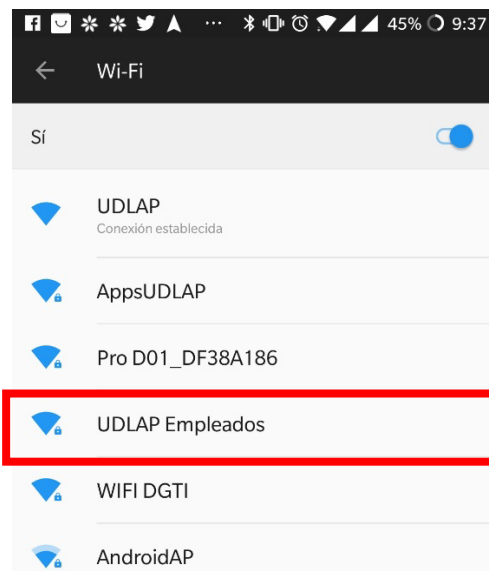 45% 9:37
Wi-Fi
Sí
UDLAP
Conexión establecida
AppsUDLAP
Pro D01_DF38A186
UDLAP Empleados
WIFI DGTI
AndroidAP